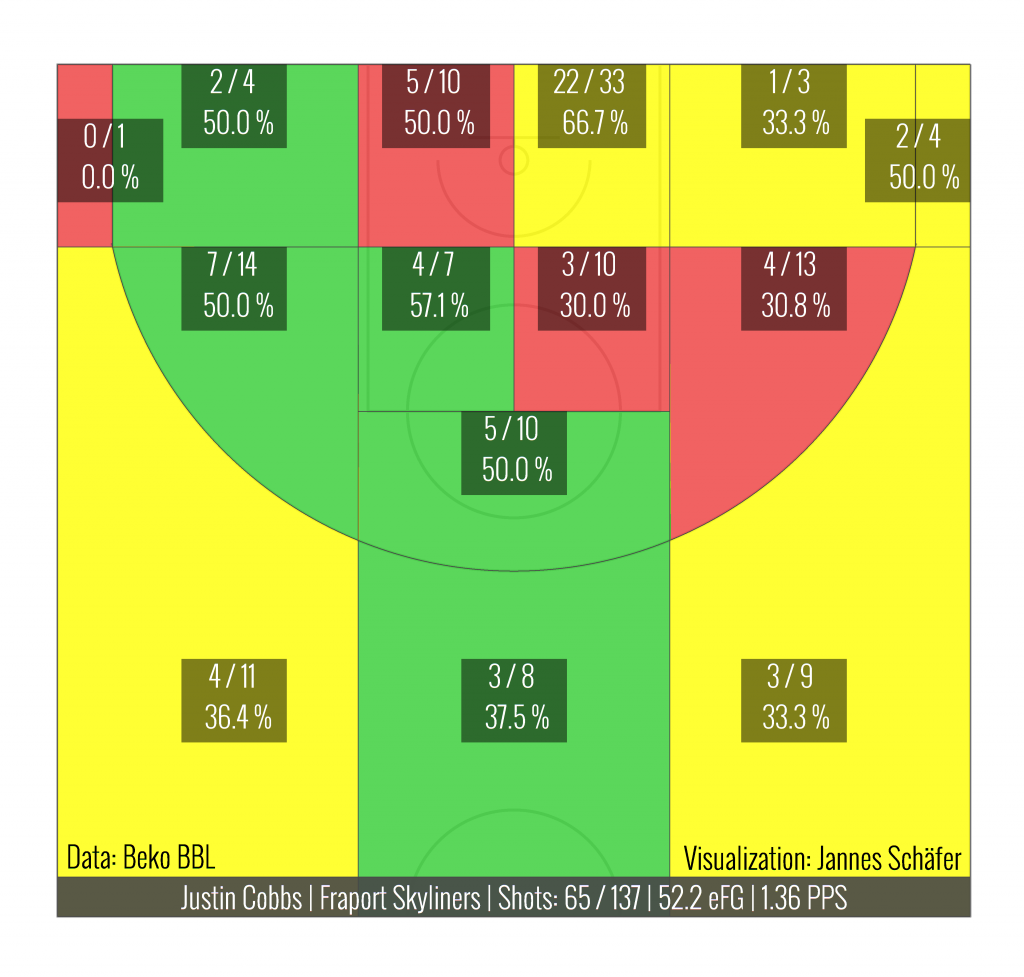 2 / 4
50.0 %
5 / 10
50.0 %
22 / 33
66.7 %
1 / 3
33.3 %
0 / 1
0.0 %
2 / 4
50.0 %
7 / 14
50.0 %
4 / 7
57.1 %
3 / 10
30.0 %
4 / 13
30.8 %
5 / 10
50.0 %
4 / 11
36.4 %
3 / 8
37.5 %
3 / 9
33.3 %
Data: Beko BBL
Visualization: Jannes Schäfer
Justin Cobbs | Fraport Skyliners | Shots: 65 / 137 | 52.2 eFG | 1.36 PPS